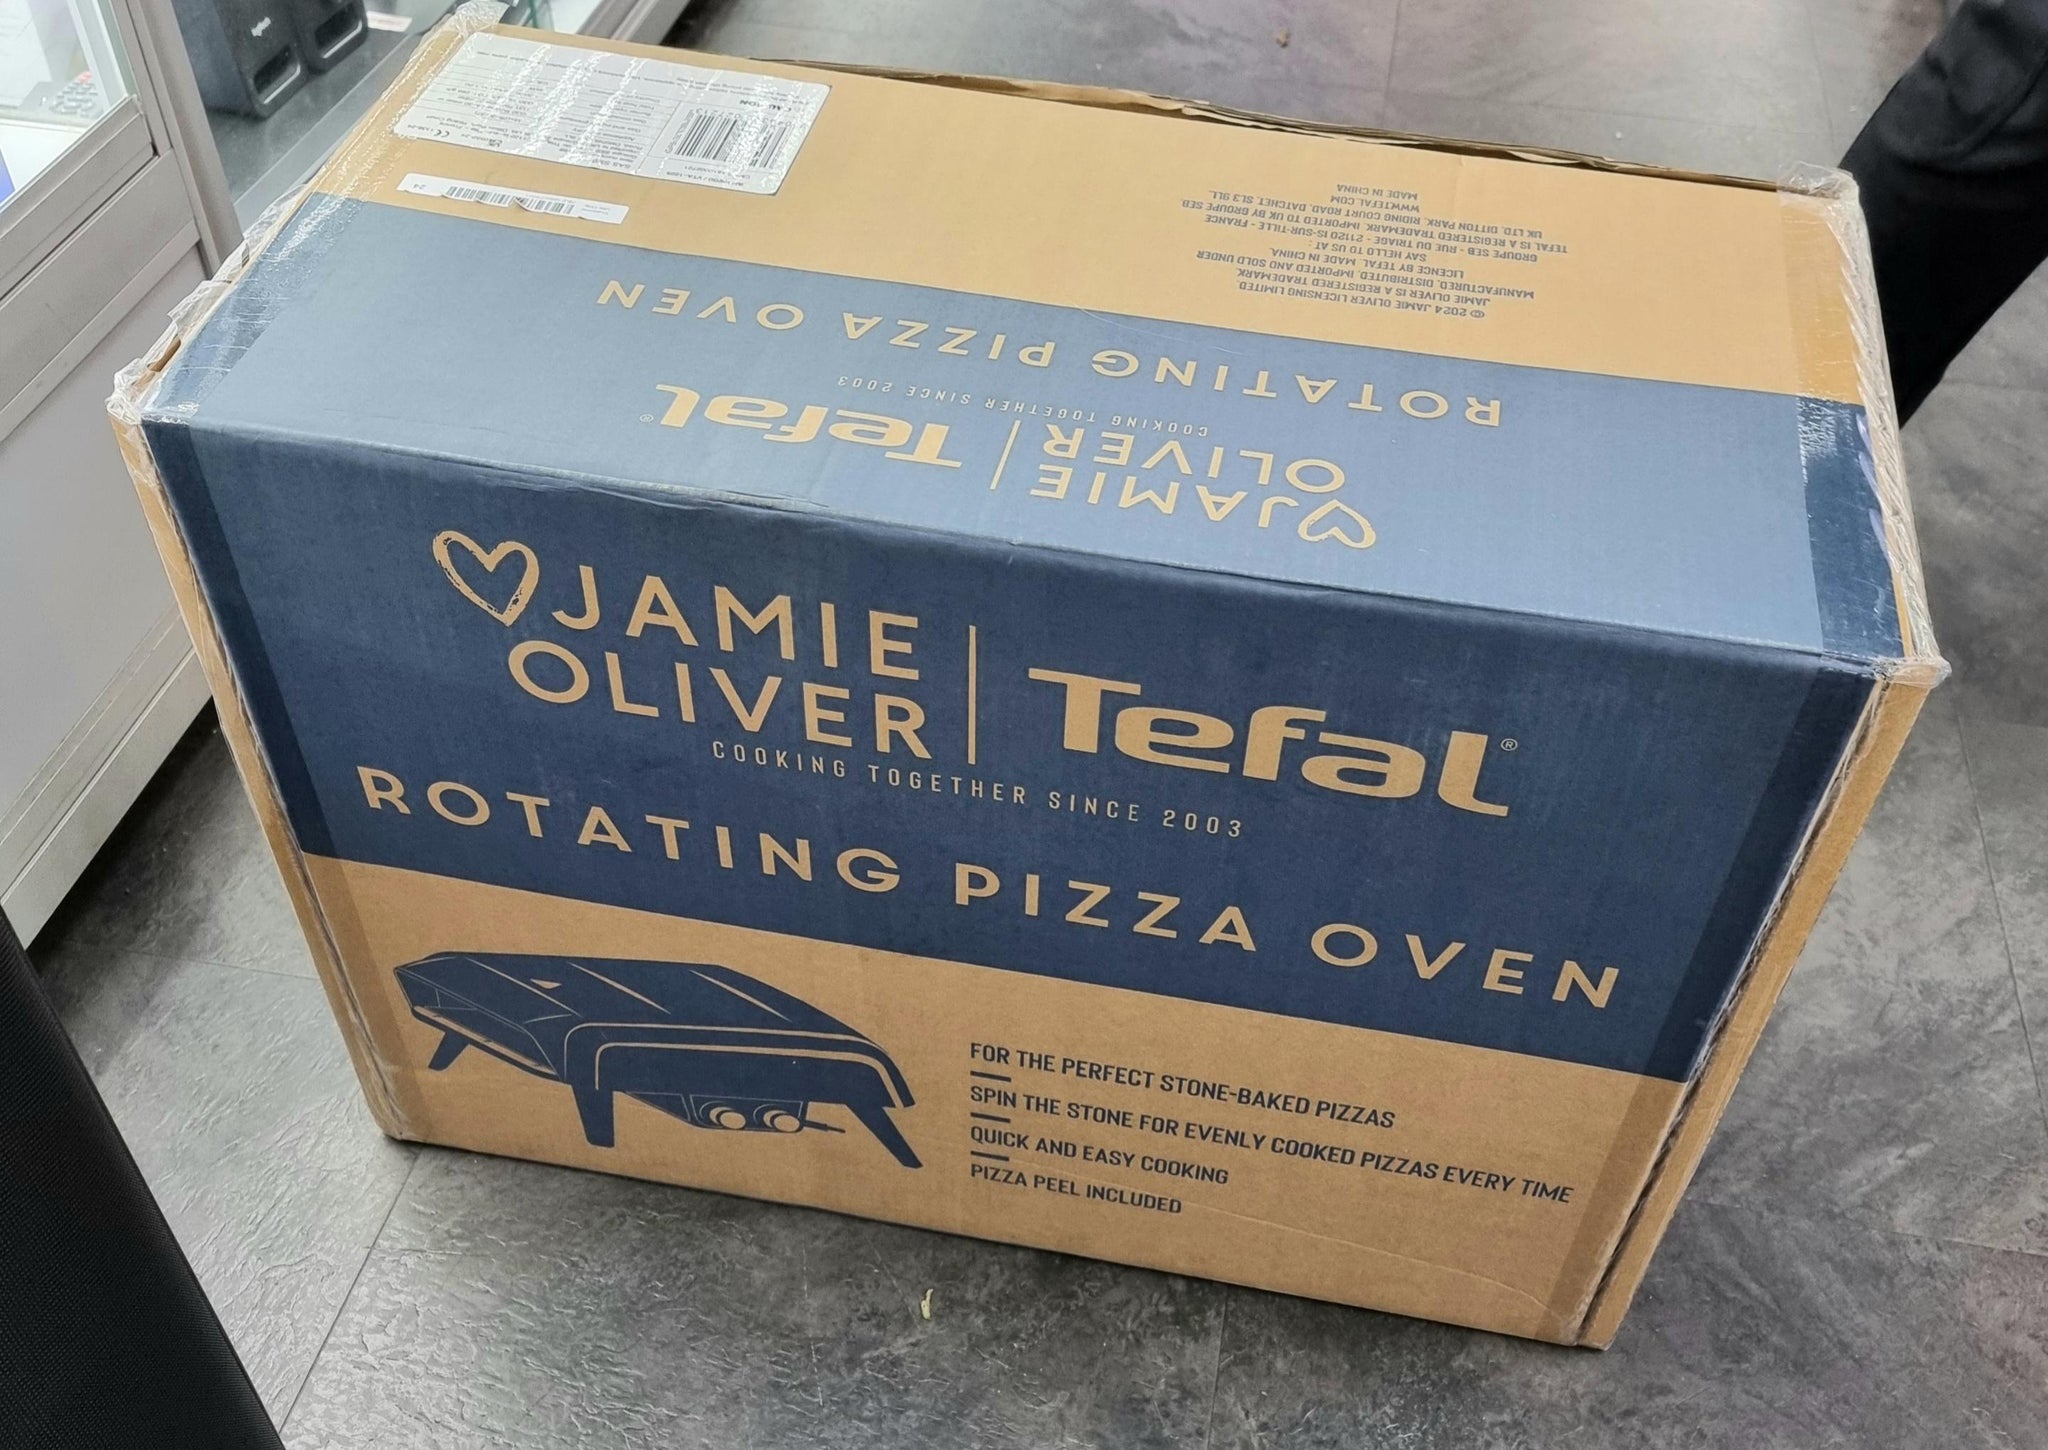 JAMIE
OLIVER
Tefal®
COOKING TOGETHER SINCE 2003
ROTATING PIZZA OVEN
FOR THE PERFECT STONE-BAKED PIZZAS
SPIN THE STONE FOR EVENLY COOKED PIZZAS EVERY TIME
QUICK AND EASY COOKING
PIZZA PEEL INCLUDED
JAMIE
OLIVER
Tefal®
COOKING TOGETHER SINCE 2003
ROTATING PIZZA OVEN
© 2024 JAMIE OLIVER LICENSING LIMITED.
JAMIE OLIVER IS A REGISTERED TRADEMARK.
MANUFACTURED, DISTRIBUTED, IMPORTED AND SOLD UNDER
LICENCE BY TEFAL. MADE IN CHINA.
SAY HELLO TO US AT :
GROUPE SEB - RUE DU TRIAGE - 21120 IS-SUR-TILLE - FRANCE
TEFAL IS A REGISTERED TRADEMARK. IMPORTED TO UK BY GROUPE SEB
UK LTD. DITTON PARK, RIDING COURT ROAD, DATCHET SL3 9LL.
WWW.TEFAL.COM
MADE IN CHINA
24